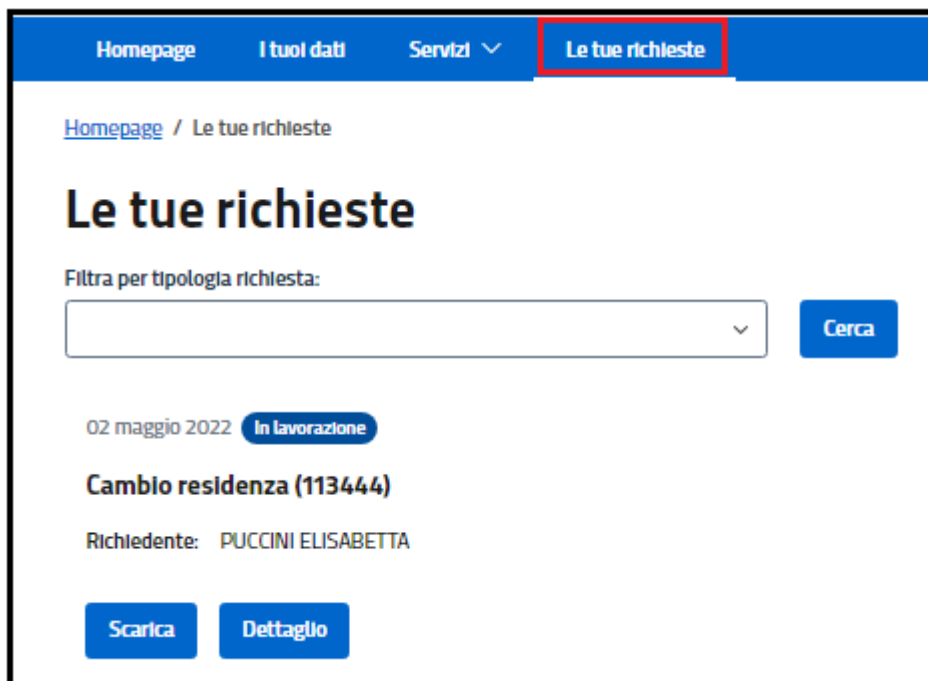 Homepage I tuoi dati Servizi Le tue richieste
Homepage / Le tue richieste
Le tue richieste
Filtra per tipologia richiesta:
Cerca
02 maggio 2022 In lavorazione
Cambio residenza (113444)
Richiedente: PUCCINI ELISABETTA
Scarica Dettaglio